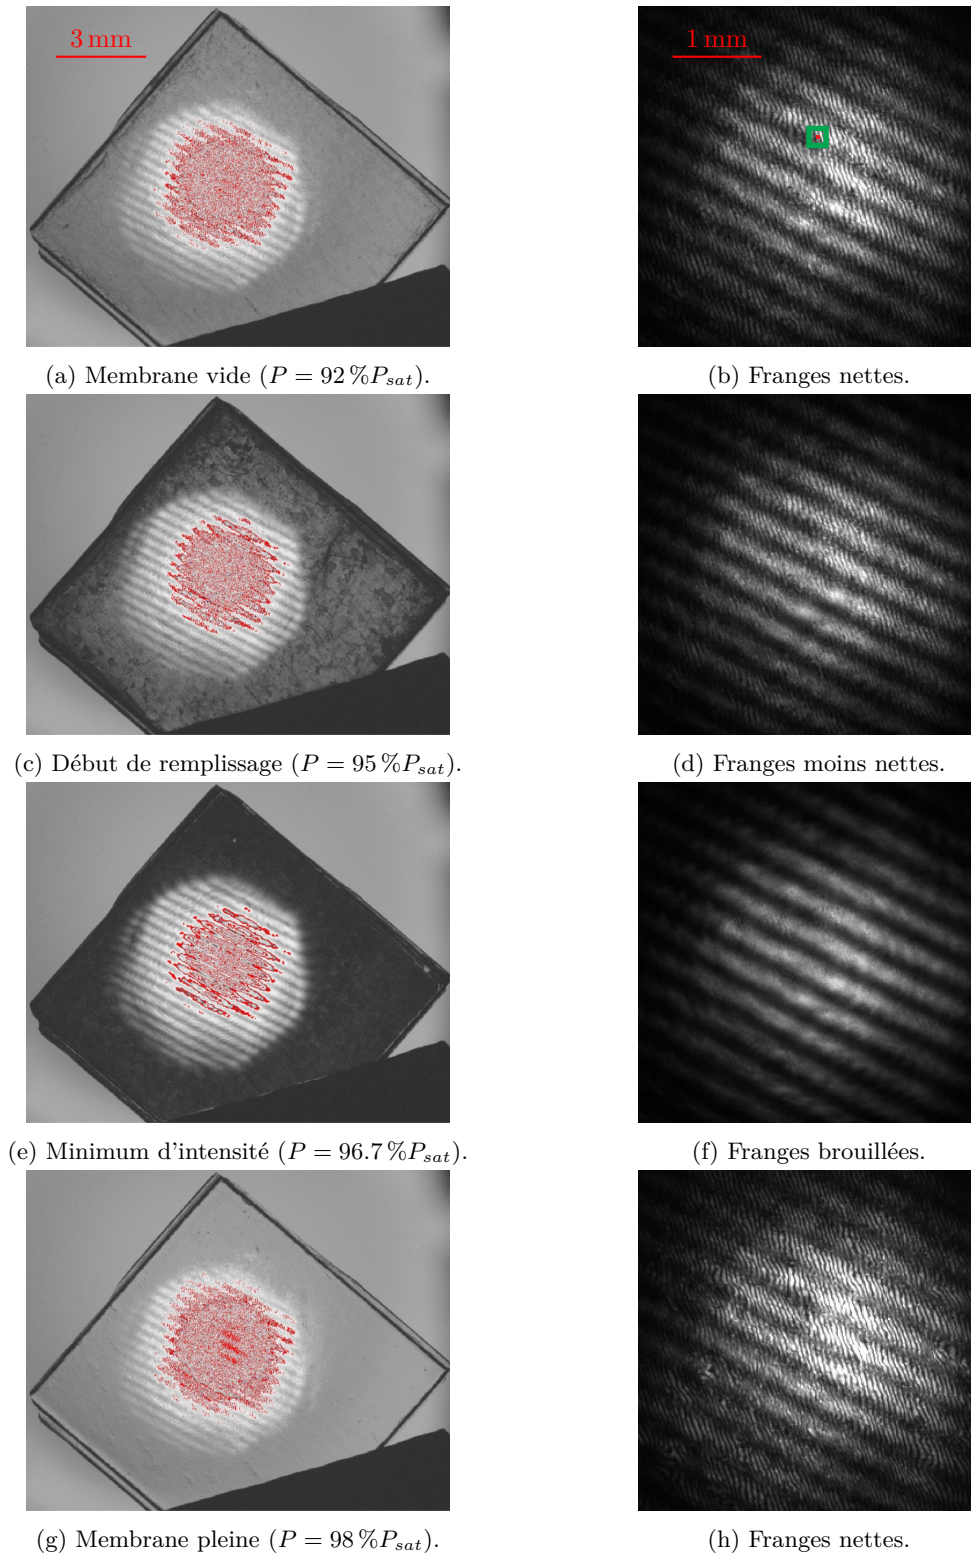 3 mm
1 mm
(a) Membrane vide (P = 92 %P_sat).
(b) Franges nettes.
(c) Début de remplissage (P = 95 %P_sat).
(d) Franges moins nettes.
(e) Minimum d'intensité (P = 96.7 %P_sat).
(f) Franges brouillées.
(g) Membrane pleine (P = 98 %P_sat).
(h) Franges nettes.